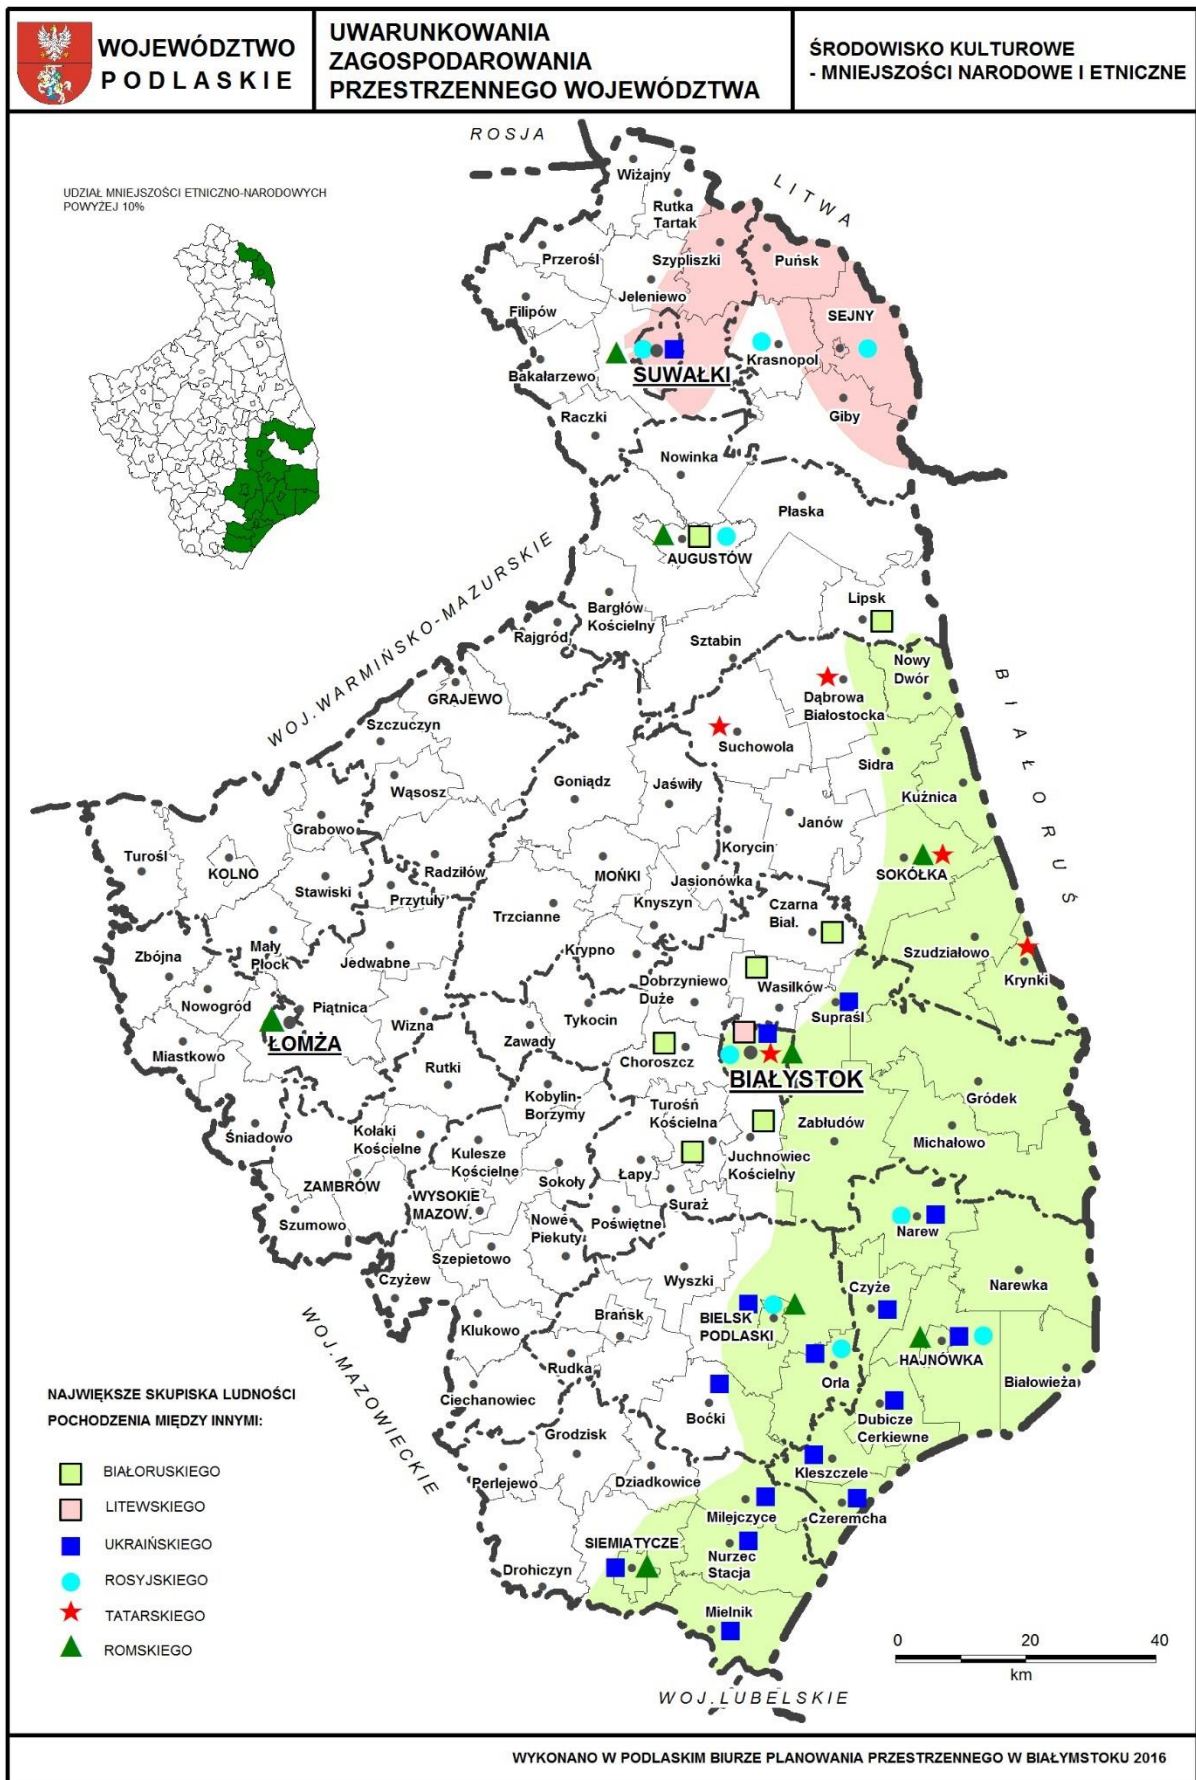 WOJEWÓDZTWO
PODLASKIE
UWARUNKOWANIA
ZAGOSPODAROWANIA
PRZESTRZENNEGO WOJEWÓDZTWA
ŚRODOWISKO KULTUROWE
- MNIEJSZOŚCI NARODOWE I ETNICZNE
ROSJA
UDZIAŁ MNIEJSZOŚCI ETNICZNO-NARODOWYCH
POWYŻEJ 10%
LITWA
Wiżajny
Rutka
Tartak
Przerośl
Szypliszki
Puńsk
Jeleniewo
Filipów
SEJNY
Bakałarzewo
SUWAŁKI
Krasnopol
Raczki
Giby
Nowinka
Płaska
AUGUSTÓW
WOJ.WARMIŃSKO-MAZURSKIE
Bargłów
Kościelny
Lipsk
Rajgród
Sztabin
Nowy
Dwór
BIAŁORUŚ
GRAJEWO
Dąbrowa
Białostocka
Szczuczyn
Suchowola
Sidra
Wąsosz
Goniądz
Jaświły
Kuźnica
Grabowo
Janów
Turośl
KOLNO
Korycin
Radziłów
MOŃKI
Jasionówka
SOKÓŁKA
Stawiski
Przytuły
Knyszyn
Czarna
Biał.
Trzcianne
Mały
Płock
Krypno
Szudziałowo
Zbójna
Jedwabne
Krynki
Nowogród
Piątnica
Dobrzyniewo
Duże
Wasilków
Wizna
Tykocin
Supraśl
Miastkowo
ŁOMŻA
Zawady
Choroszcz
BIAŁYSTOK
Rutki
Kobylin-
Borzymy
Turośń
Kościelna
Gródek
Śniadowo
Kołaki
Kościelne
Zabłudów
Michałowo
Kulesze
Kościelne
Juchnowiec
Kościelny
ZAMBRÓW
WYSOKIE
MAZOW.
Sokoły
Łapy
Suraż
Szumowo
Nowe
Piekuty
Poświętne
Narew
Szepietowo
Wyszki
Czyżew
Czyże
Narewka
WOJ.MAZOWIECKIE
Klukowo
Brańsk
BIELSK
PODLASKI
HAJNÓWKA
Rudka
Orla
Białowieża
NAJWIĘKSZE SKUPISKA LUDNOŚCI
POCHODZENIA MIĘDZY INNYMI:
Ciechanowiec
Boćki
Dubicze
Cerkiewne
Grodzisk
Kleszczele
BIAŁORUSKIEGO
Perlejewo
Dziadkowice
LITEWSKIEGO
Milejczyce
Czeremcha
UKRAIŃSKIEGO
SIEMIATYCZE
Nurzec
Stacja
ROSYJSKIEGO
Drohiczyn
TATARSKIEGO
Mielnik
ROMSKIEGO
0 20 40
km
WOJ.LUBELSKIE
WYKONANO W PODLASKIM BIURZE PLANOWANIA PRZESTRZENNEGO W BIAŁYMSTOKU 2016